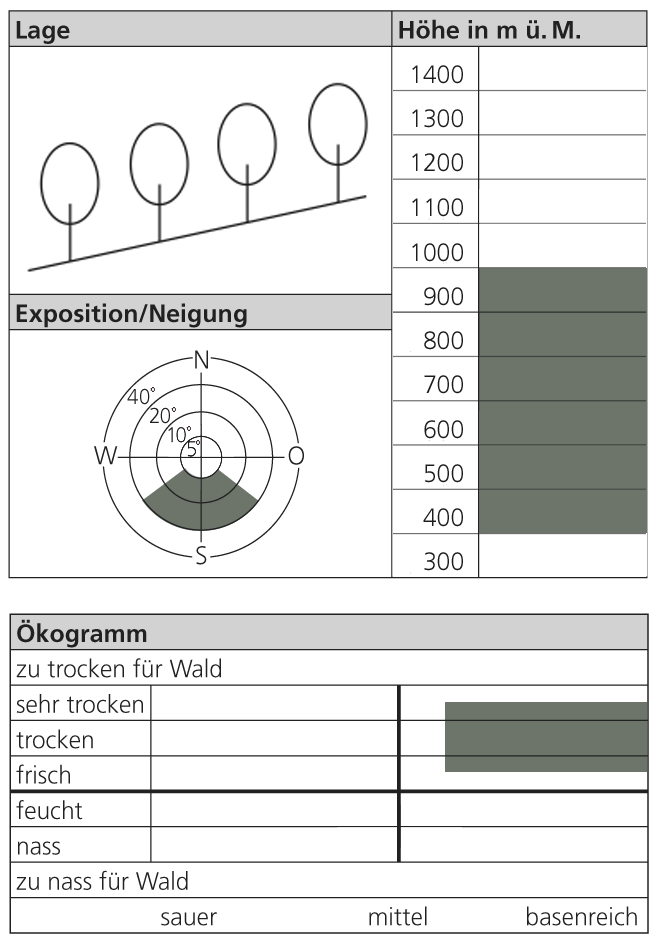 Lage
Höhe in m ü. M.
1400
1300
1200
1100
1000
900
800
700
600
500
400
300
Exposition/Neigung
N
40°
20°
10°
5°
W
O
S
Ökogramm
zu trocken für Wald
sehr trocken
trocken
frisch
feucht
nass
zu nass für Wald
sauer mittel basenreich